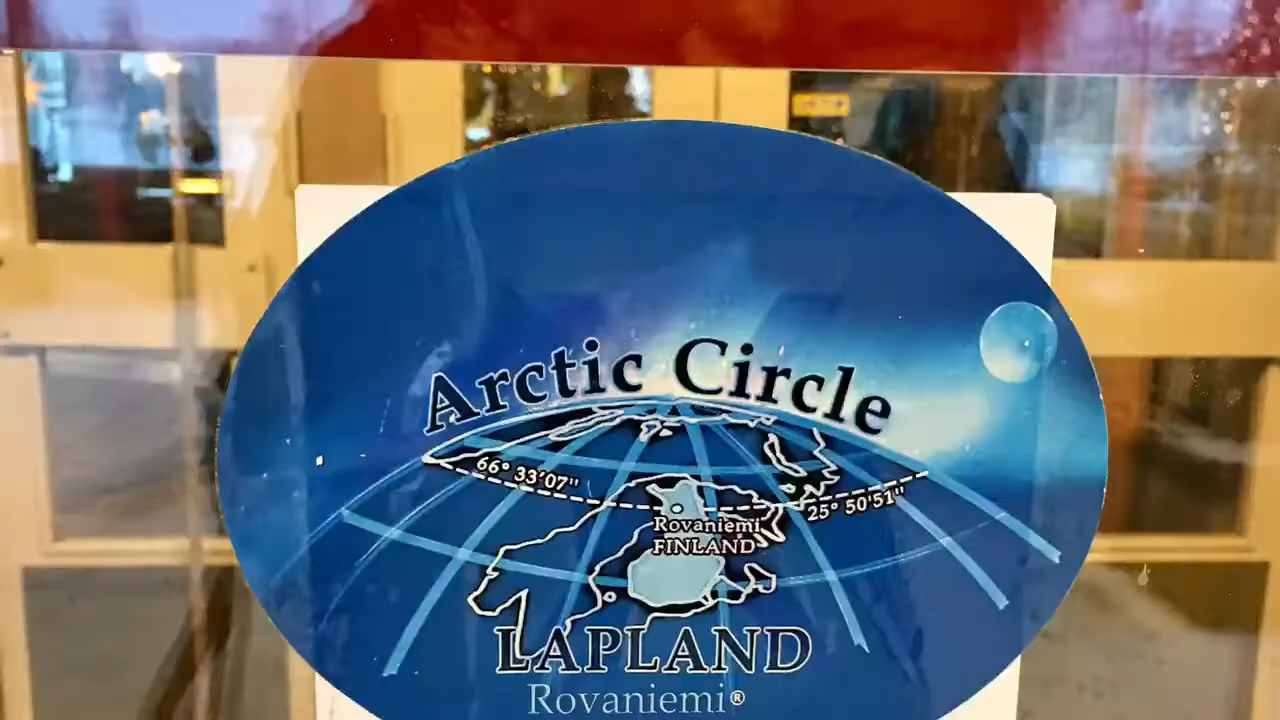 Arctic Circle
66° 33'07"
25° 50'51"
Rovaniemi
FINLAND
LAPLAND
Rovaniemi®